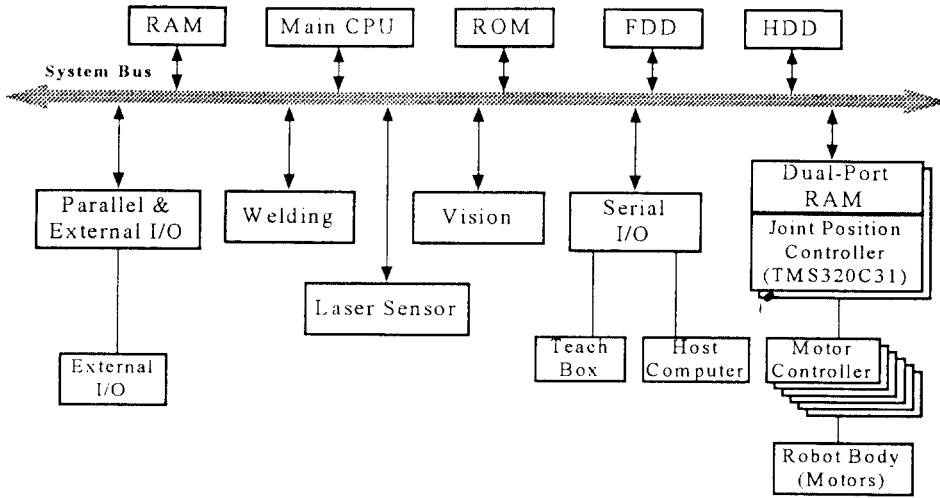 RAM
Main CPU
ROM
FDD
HDD
System Bus
Parallel &
External I/O
Welding
Vision
Serial
I/O
Dual-Port
RAM
Joint Position
Controller
(TMS320C31)
Laser Sensor
External
I/O
Teach
Box
Host
Computer
Motor
Controller
Robot Body
(Motors)